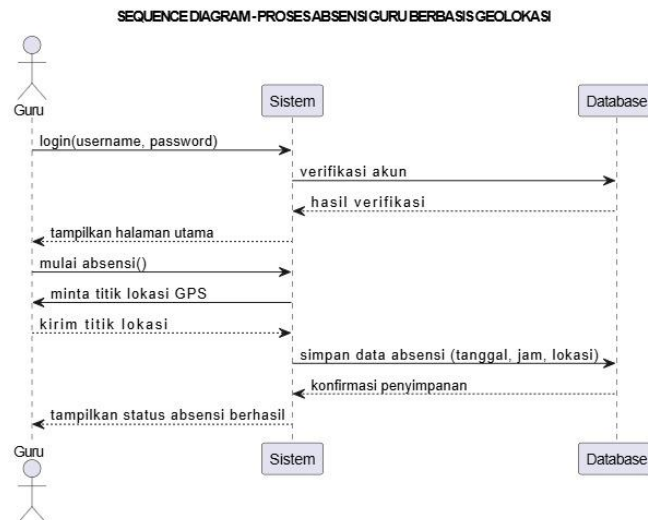 SEQUENCE DIAGRAM - PROSES ABSENSI GURU BERBASIS GEOLOKASI
Guru
Sistem
Database
login(username, password)
verifikasi akun
hasil verifikasi
tampilkan halaman utama
mulai absensi()
minta titik lokasi GPS
kirim titik lokasi
simpan data absensi (tanggal, jam, lokasi)
konfirmasi penyimpanan
tampilkan status absensi berhasil
Guru
Sistem
Database